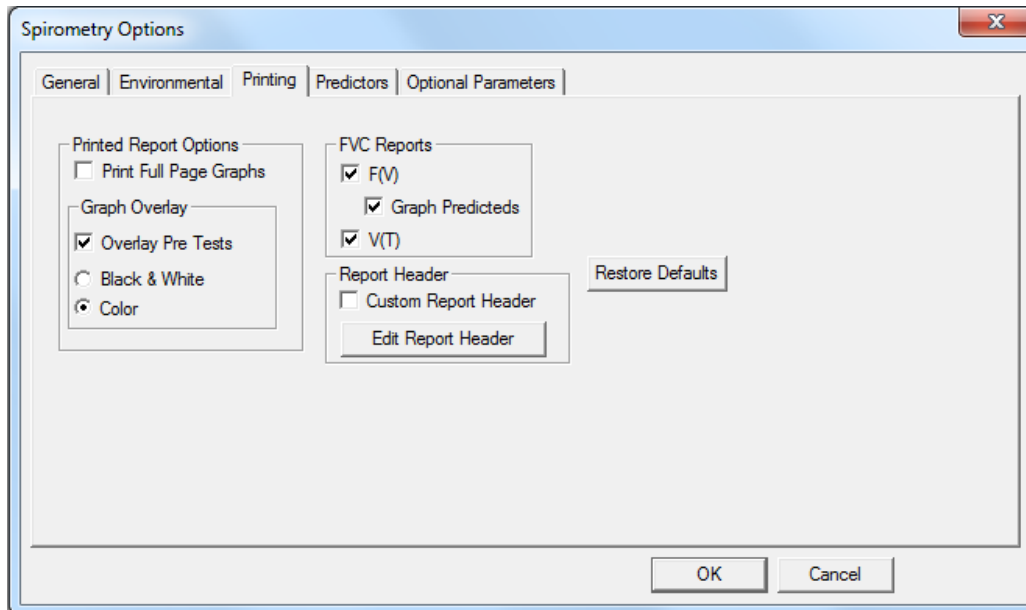 Spirometry Options
General
Environmental
Printing
Predictors
Optional Parameters
Printed Report Options
Print Full Page Graphs
Graph Overlay
Overlay Pre Tests
Black & White
Color
FVC Reports
F(V)
Graph Predicteds
V(T)
Report Header
Custom Report Header
Edit Report Header
Restore Defaults
OK
Cancel